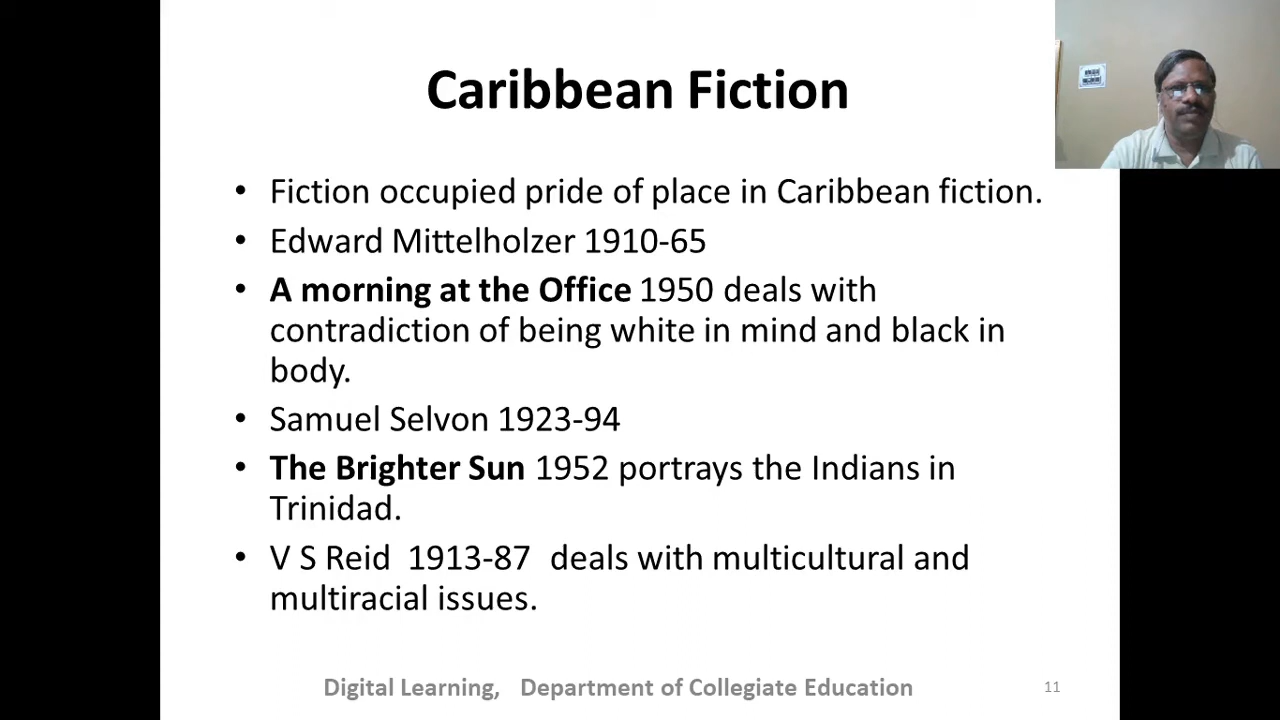 Caribbean Fiction
• Fiction occupied pride of place in Caribbean fiction.
• Edward Mittelholzer 1910-65
• A morning at the Office 1950 deals with
contradiction of being white in mind and black in
body.
• Samuel Selvon 1923-94
• The Brighter Sun 1952 portrays the Indians in
Trinidad.
• V S Reid 1913-87 deals with multicultural and
multiracial issues.
Digital Learning, Department of Collegiate Education
11